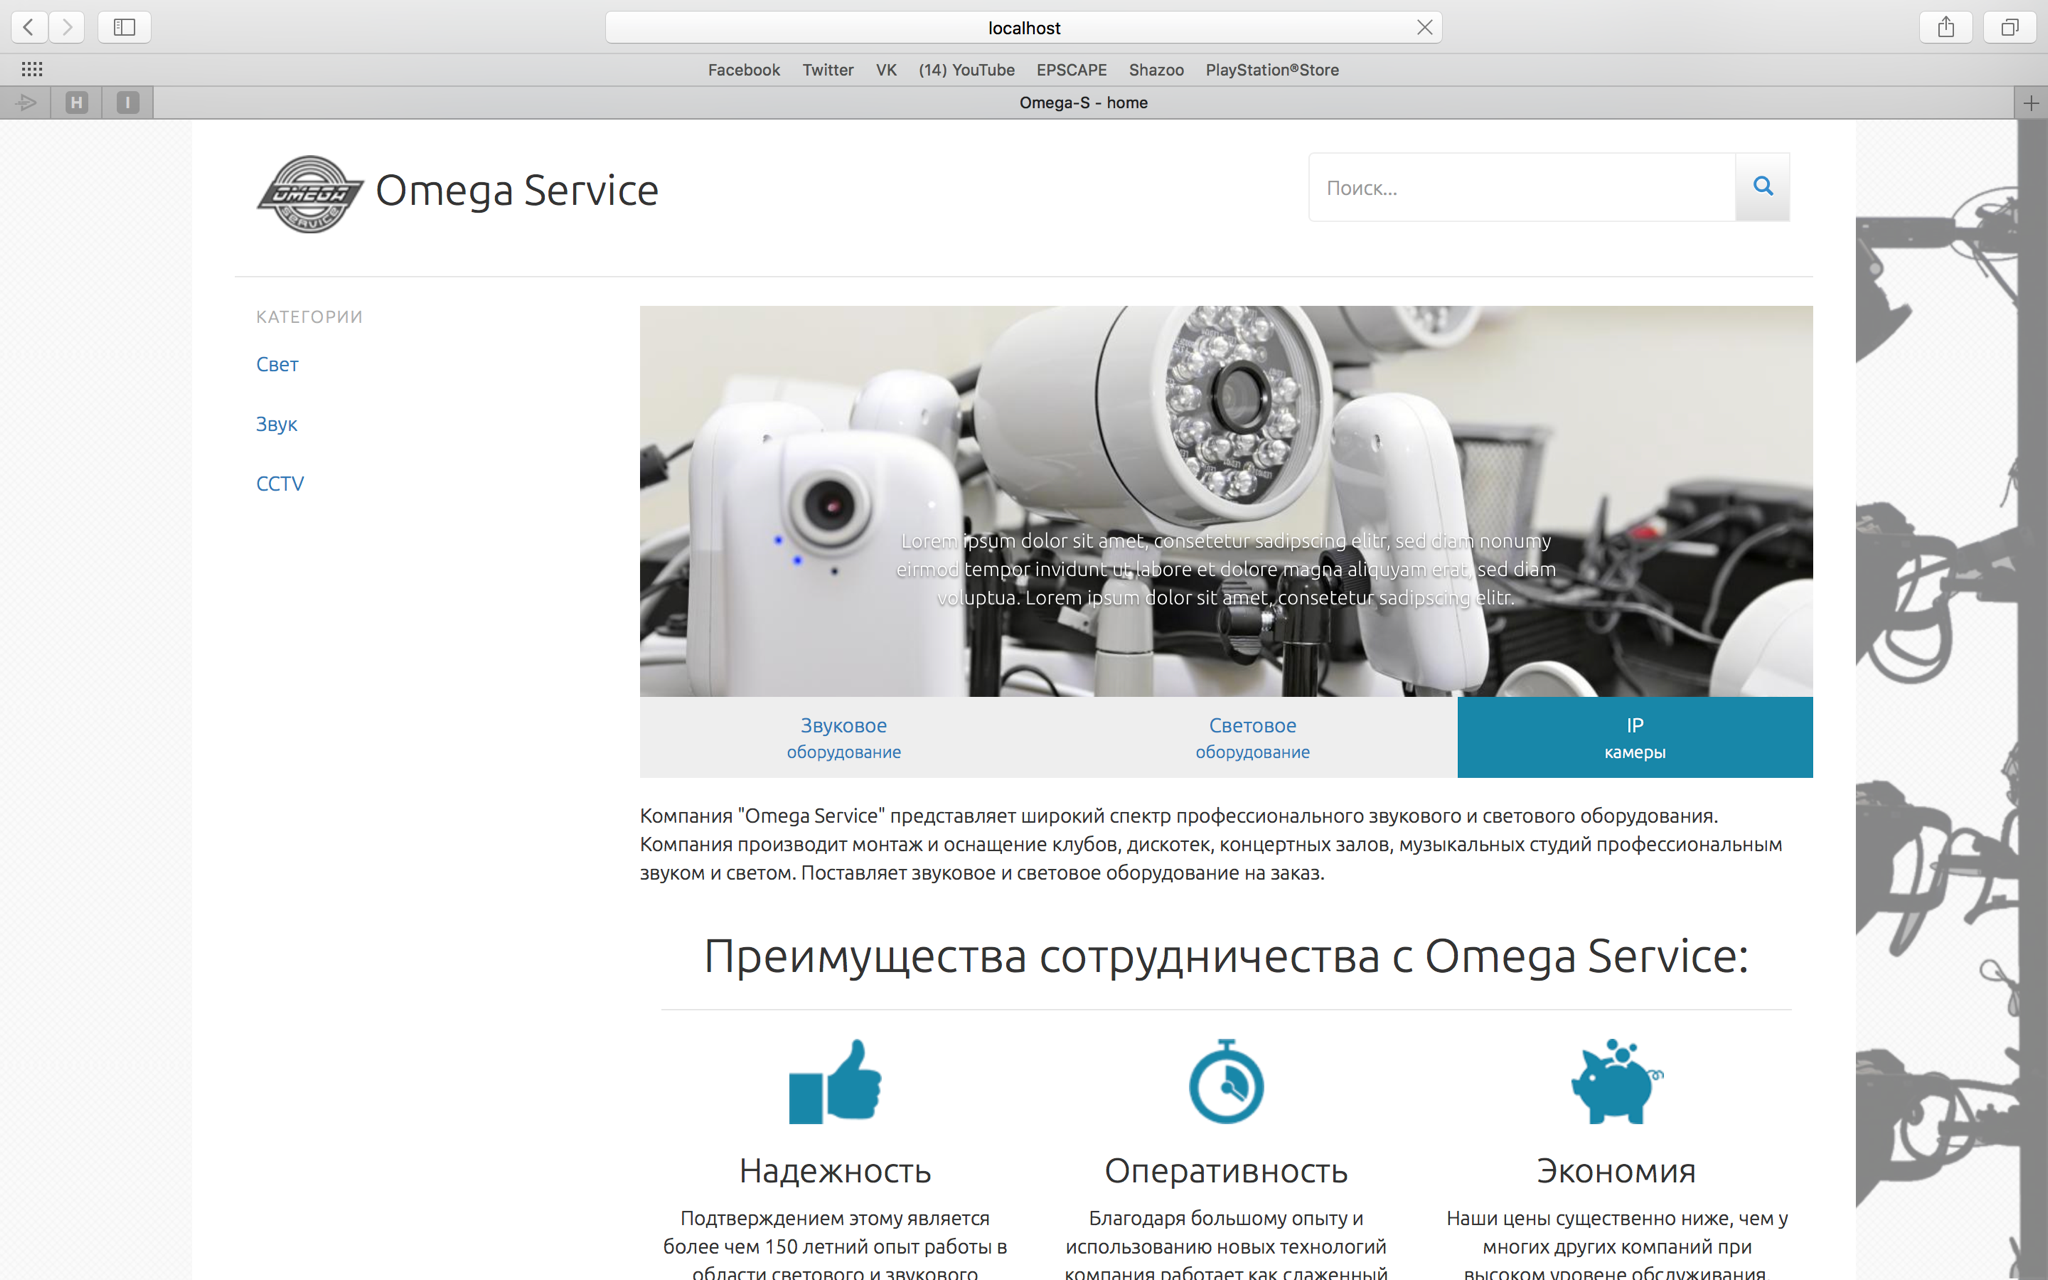 localhost
Facebook Twitter VK (14) YouTube EPSCAPE Shazoo PlayStation®Store
H I Omega-S - home
OMEGA
SERVICE
Omega Service
Поиск...
КАТЕГОРИИ
Свет
Звук
CCTV
Lorem ipsum dolor sit amet, consetetur sadipscing elitr, sed diam nonumy
eirmod tempor invidunt ut labore et dolore magna aliquyam erat, sed diam
voluptua. Lorem ipsum dolor sit amet, consetetur sadipscing elitr.
Звуковое
оборудование
Световое
оборудование
IP
камеры
Компания "Omega Service" представляет широкий спектр профессионального звукового и светового оборудования.
Компания производит монтаж и оснащение клубов, дискотек, концертных залов, музыкальных студий профессиональным
звуком и светом. Поставляет звуковое и световое оборудование на заказ.
Преимущества сотрудничества с Omega Service:
Надежность
Подтверждением этому является
более чем 150 летний опыт работы в
области светового и звукового
Оперативность
Благодаря большому опыту и
использованию новых технологий
компания работает как слаженный
Экономия
Наши цены существенно ниже, чем у
многих других компаний при
высоком уровне обслуживания.